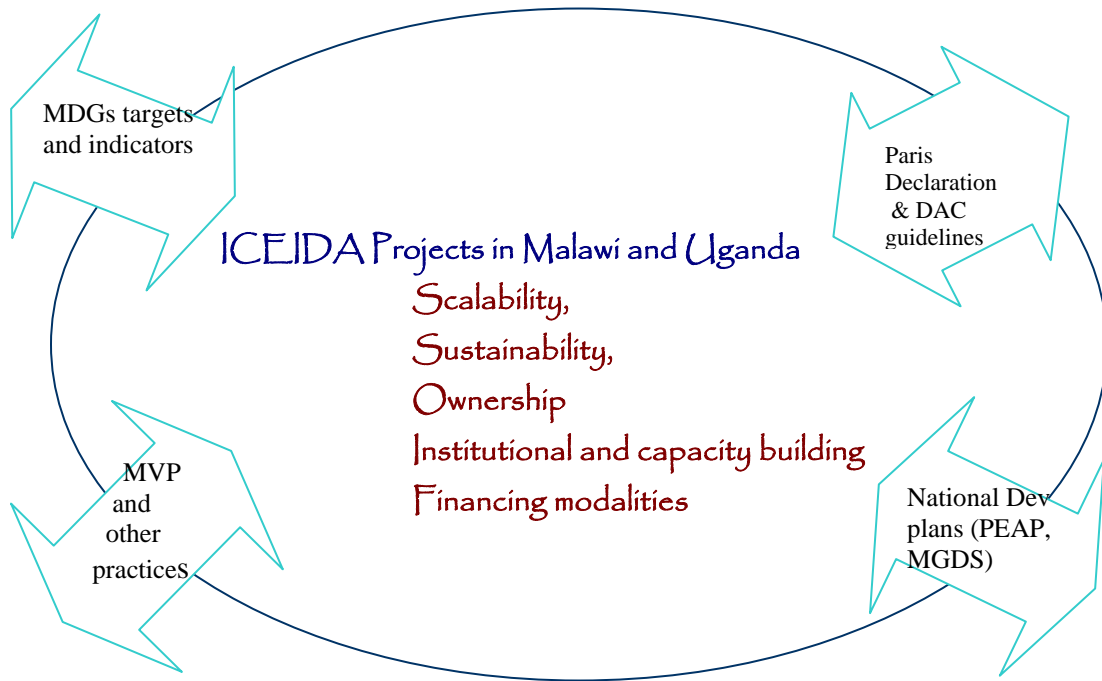 MDGs targets
and indicators
Paris
Declaration
& DAC
guidelines
ICEIDA Projects in Malawi and Uganda
Scalability,
Sustainability,
Ownership
Institutional and capacity building
Financing modalities
MVP
and
other
practices
National Dev
plans (PEAP,
MGDS)